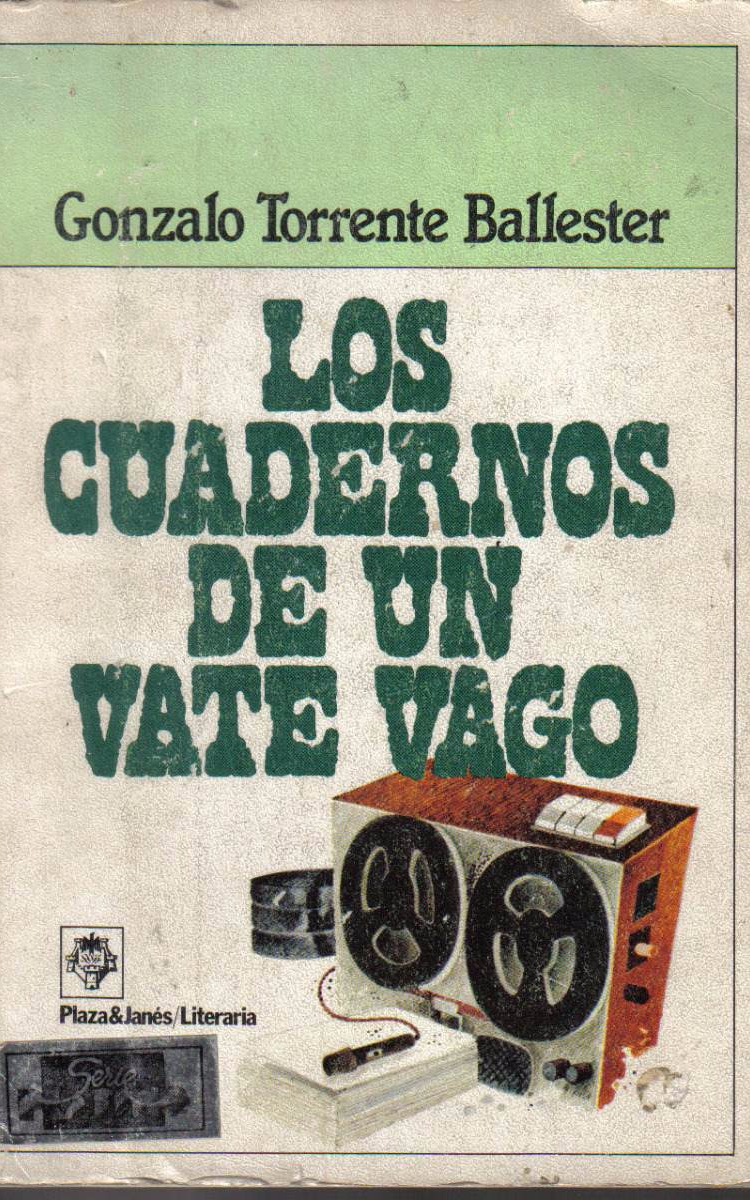 Gonzalo Torrente Ballester
LOS
CUADERNOS
DE UN
VATE VAGO
Plaza&Janés/Literaria
Serie